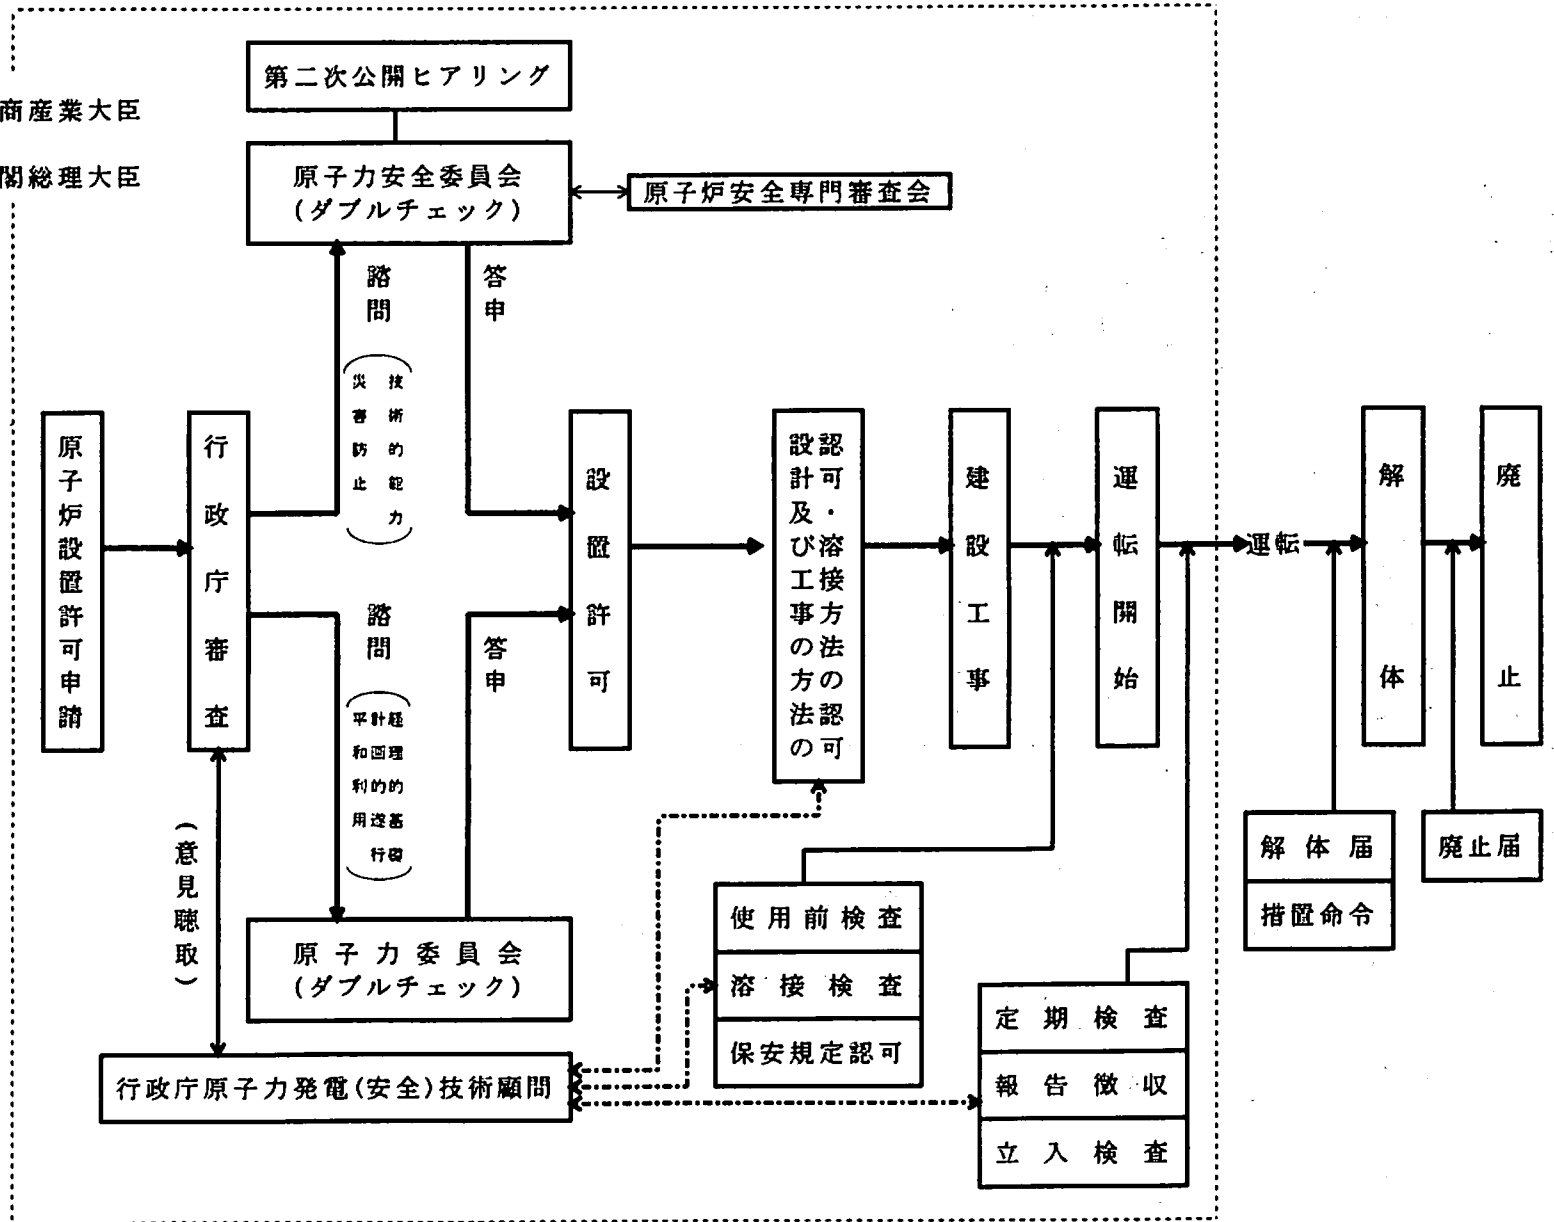 第二次公開ヒアリング
商産業大臣
閣総理大臣
原子力安全委員会
(ダブルチェック)
原子炉安全専門審査会
諮問
答申
技術的能力
災害防止
原子炉設置許可申請
行政庁審査
設置許可
設計及び工事の方法の
認可・溶接方法の認可
建設工事
運転開始
運転
解体
廃止
諮問
答申
経理的基礎
計画的遂行
平和利用
(意見聴取)
解体届
措置命令
廃止届
使用前検査
溶接検査
保安規定認可
原子力委員会
(ダブルチェック)
定期検査
報告徴収
立入検査
行政庁原子力発電(安全)技術顧問